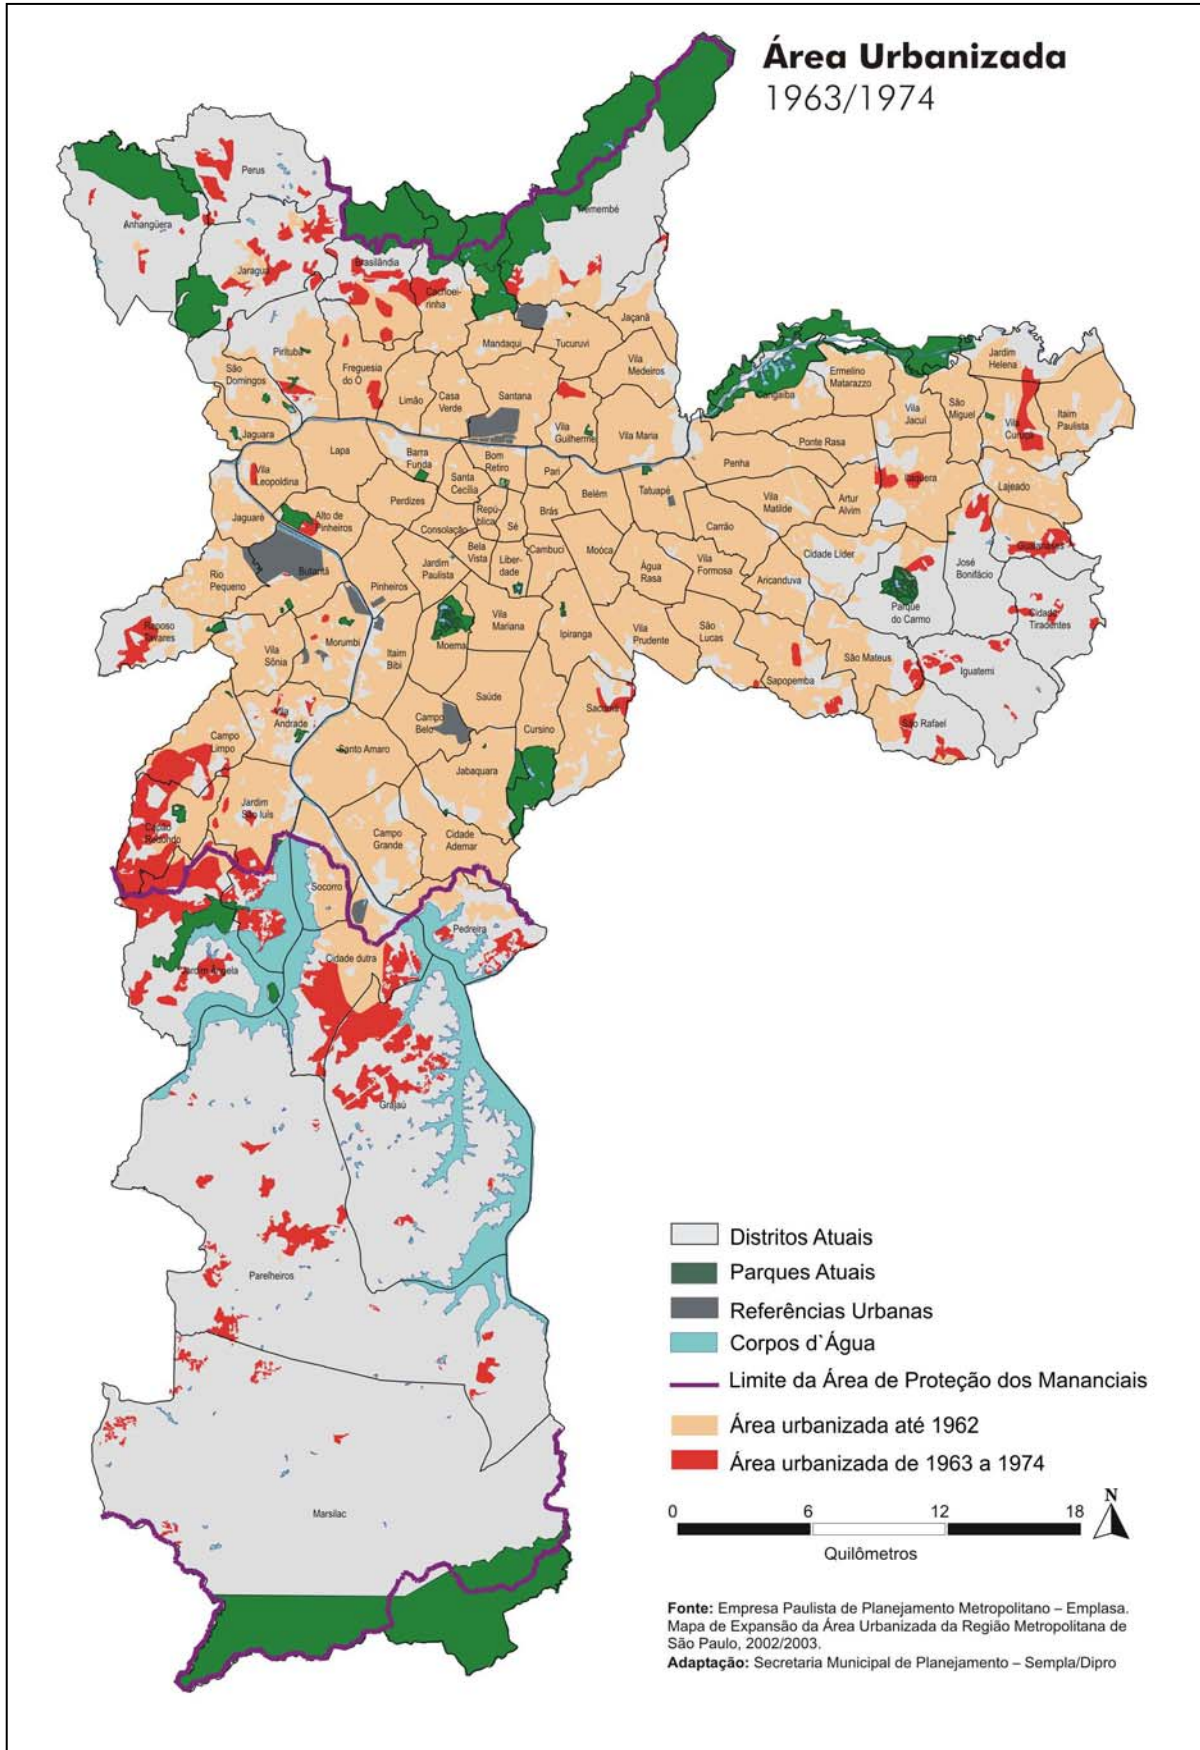 Área Urbanizada
1963/1974
Perus
Anhangüera
Tremembé
Jaraguá
Brasilândia
Cachoei-
rinha
Jaçanã
Pirituba
Mandaqui
Tucuruvi
Vila
Medeiros
Jardim
Helena
São
Domingos
Freguesia
do Ó
Limão
Casa
Verde
Santana
Cangaíba
Ermelino
Matarazzo
Vila
Jacuí
São
Miguel
Vila
Curuçá
Itaim
Paulista
Jaguara
Vila
Guilherme
Vila Maria
Lapa
Barra
Funda
Bom
Retiro
Pari
Ponte Rasa
Penha
Vila
Leopoldina
Santa
Cecília
Belém
Tatuapé
Itaquera
Lajeado
Perdizes
Repú-
blica
Sé
Brás
Vila
Matilde
Artur
Alvim
Jaguaré
Alto de
Pinheiros
Consolação
Carrão
Bela
Vista
Liber-
dade
Cambuci
Moóca
Cidade Líder
Guaianases
Jardim
Paulista
Água
Rasa
Vila
Formosa
Aricanduva
José
Bonifácio
Rio
Pequeno
Butantã
Pinheiros
Parque
do Carmo
Cidade
Tiradentes
Raposo
Tavares
Vila
Sônia
Morumbi
Itaim
Bibi
Moema
Vila
Mariana
Ipiranga
Vila
Prudente
São
Lucas
São Mateus
Iguatemi
Sapopemba
Saúde
Sacomã
São Rafael
Vila
Andrade
Campo
Belo
Cursino
Campo
Limpo
Santo Amaro
Jabaquara
Jardim
São luís
Capão
Redondo
Campo
Grande
Cidade
Ademar
Socorro
Pedreira
Cidade dutra
Jardim Ângela
Grajaú
Parelheiros
Marsilac
Distritos Atuais
Parques Atuais
Referências Urbanas
Corpos d`Água
Limite da Área de Proteção dos Mananciais
Área urbanizada até 1962
Área urbanizada de 1963 a 1974
0 6 12 18
N
Quilômetros
Fonte: Empresa Paulista de Planejamento Metropolitano – Emplasa.
Mapa de Expansão da Área Urbanizada da Região Metropolitana de
São Paulo, 2002/2003.
Adaptação: Secretaria Municipal de Planejamento – Sempla/Dipro